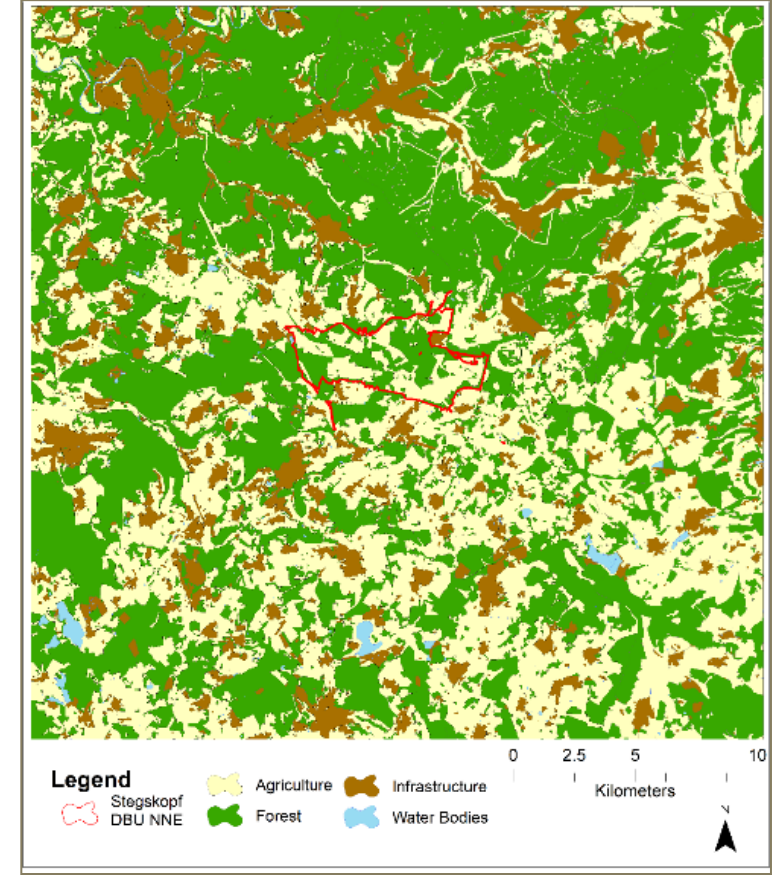 0 2.5 5 10
Kilometers
Legend
Stegskopf
DBU NNE
Agriculture
Infrastructure
Forest
Water Bodies
N